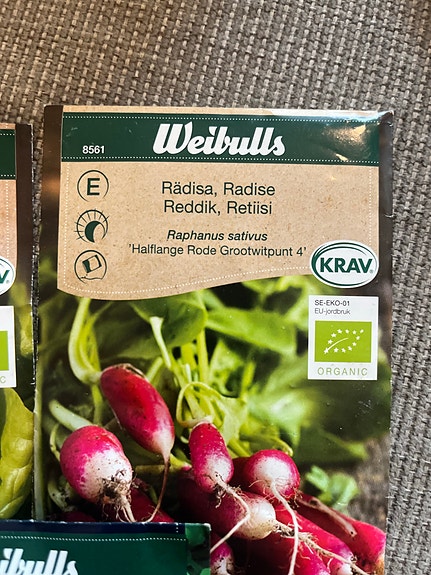 Weibulls
8561
E
Rädisa, Radise
Reddik, Retiisi
Raphanus sativus
'Halflange Rode Grootwitpunt 4'
KRAV
SE-EKO-01
EU-jordbruk
ORGANIC